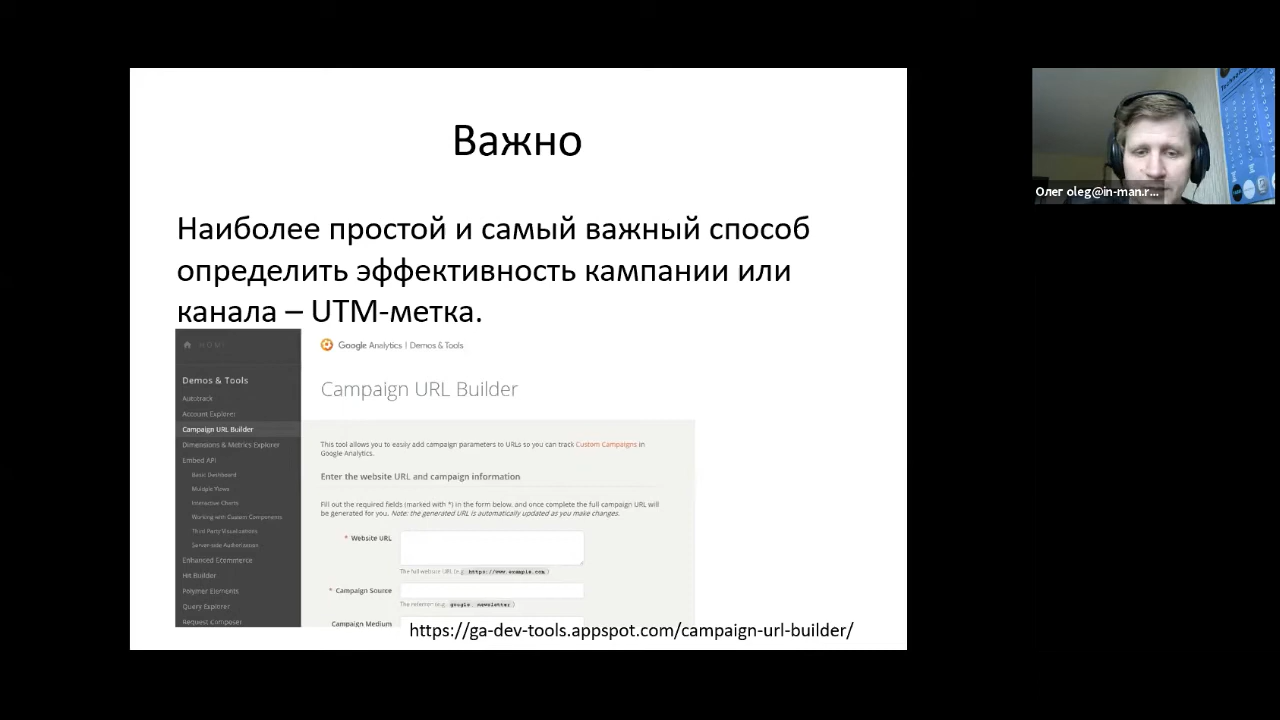 Важно
Наиболее простой и самый важный способ
определить эффективность кампании или
канала – UTM-метка.
HOME
Demos & Tools
Autotrack
Account Explorer
Campaign URL Builder
Dimensions & Metrics Explorer
Embed API
Basic Dashboard
Multiple Views
Interactive Charts
Working with Custom Components
Third Party Visualizations
Server-side Authorization
Enhanced Ecommerce
Hit Builder
Polymer Elements
Query Explorer
Request Composer
Google Analytics | Demos & Tools
Campaign URL Builder
This tool allows you to easily add campaign parameters to URLs so you can track Custom Campaigns in
Google Analytics.
Enter the website URL and campaign information
Fill out the required fields (marked with *) in the form below, and once complete the full campaign URL will
be generated for you. Note: the generated URL is automatically updated as you make changes.
* Website URL
The full website URL (e.g. https://www.example.com)
* Campaign Source
The referrer (e.g. google, newsletter)
Campaign Medium
https://ga-dev-tools.appspot.com/campaign-url-builder/
Олег oleg@in-man.r...